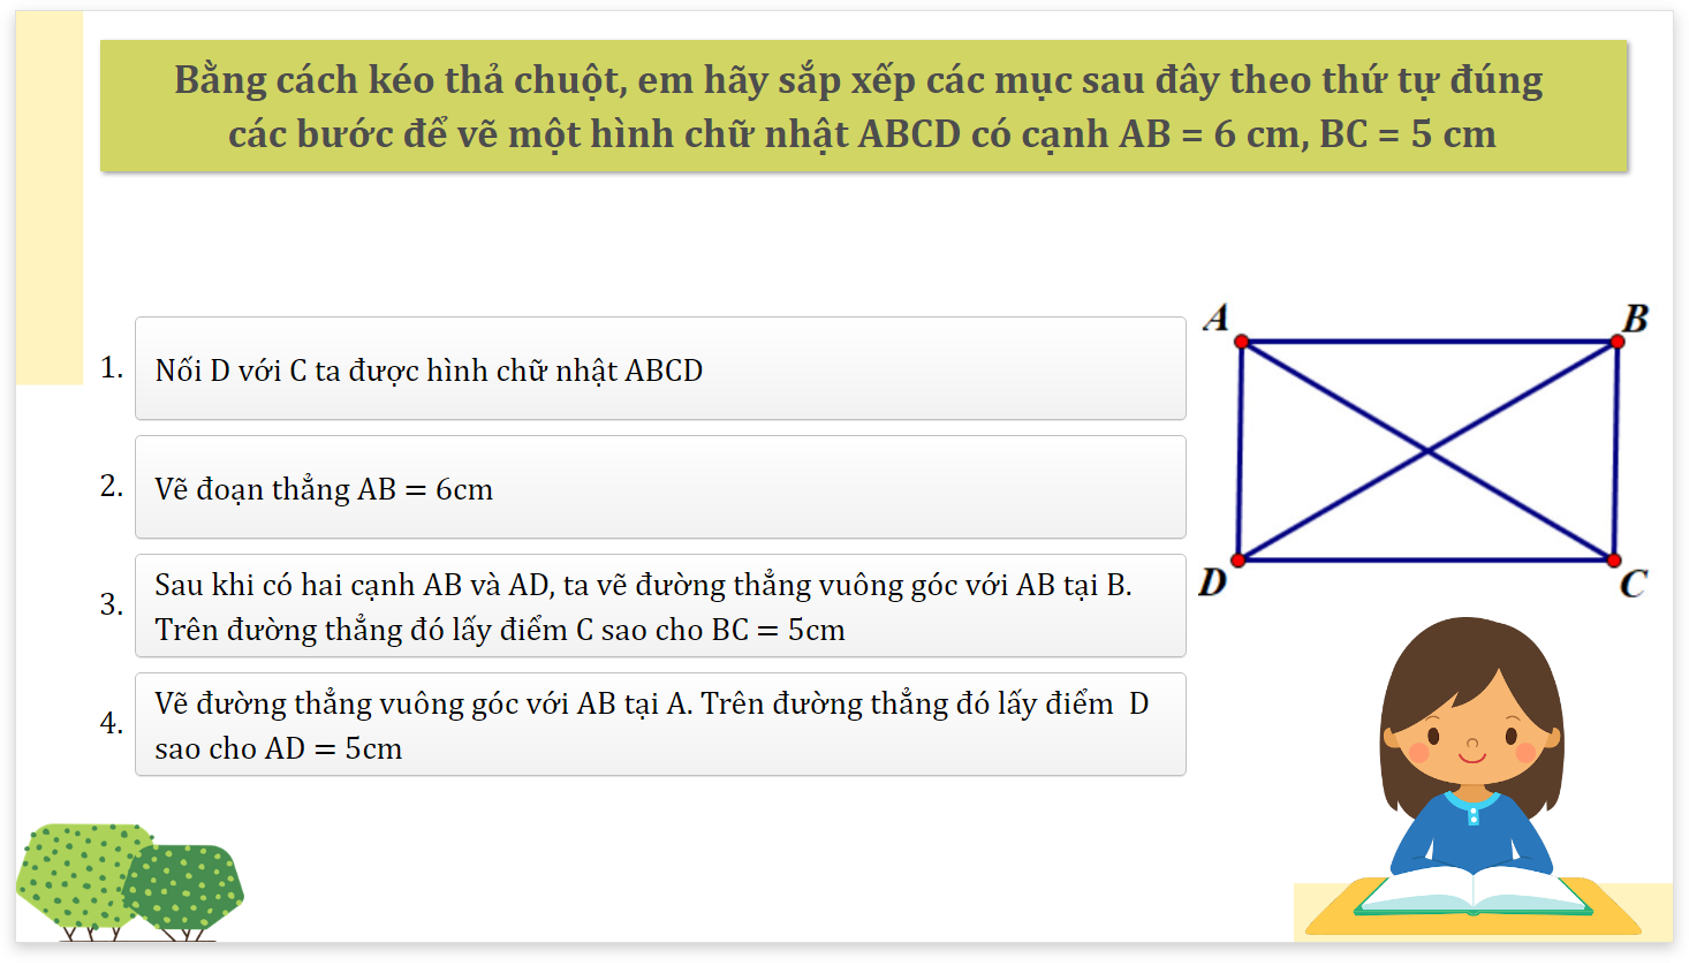 Bằng cách kéo thả chuột, em hãy sắp xếp các mục sau đây theo thứ tự đúng
các bước để vẽ một hình chữ nhật ABCD có cạnh AB = 6 cm, BC = 5 cm
1. Nối D với C ta được hình chữ nhật ABCD
2. Vẽ đoạn thẳng AB = 6cm
3. Sau khi có hai cạnh AB và AD, ta vẽ đường thẳng vuông góc với AB tại B.
Trên đường thẳng đó lấy điểm C sao cho BC = 5cm
4. Vẽ đường thẳng vuông góc với AB tại A. Trên đường thẳng đó lấy điểm D
sao cho AD = 5cm
A B
D C